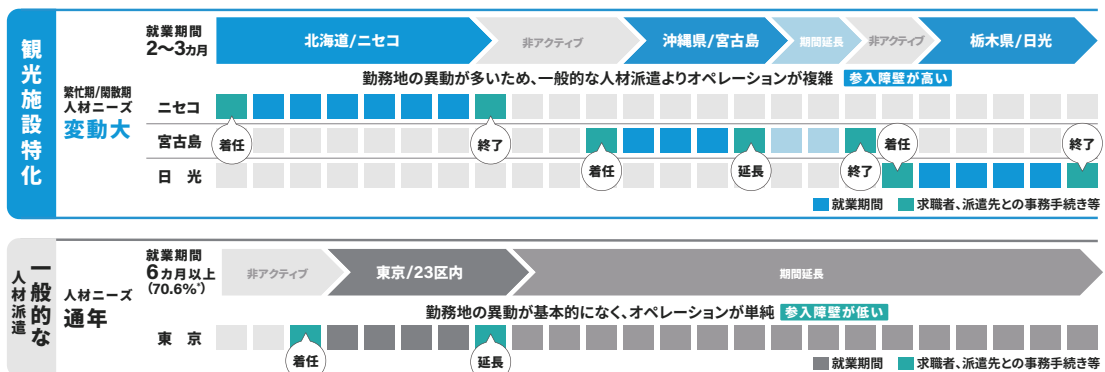 観光施設特化
繁忙期/閑散期
人材ニーズ
変動大
就業期間
2〜3カ月
北海道/ニセコ
非アクティブ
沖縄県/宮古島
期間延長
非アクティブ
栃木県/日光
勤務地の異動が多いため、一般的な人材派遣よりオペレーションが複雑 参入障壁が高い
ニセコ
着任
終了
宮古島
着任
延長
終了
日光
着任
終了
就業期間 求職者、派遣先との事務手続き等
一般的な
人材派遣
人材ニーズ
通年
就業期間
6カ月以上
(70.6%*)
非アクティブ
東京/23区内
期間延長
勤務地の異動が基本的になく、オペレーションが単純 参入障壁が低い
東京
着任
延長
就業期間 求職者、派遣先との事務手続き等